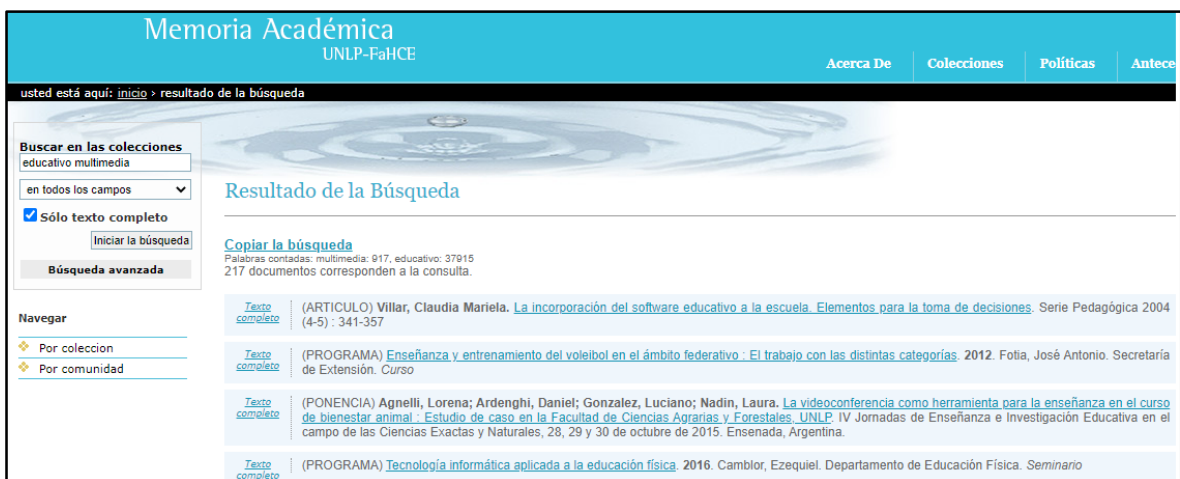 Memoria Académica
UNLP-FaHCE
Acerca De Colecciones Políticas Antece
usted está aquí: inicio › resultado de la búsqueda
Buscar en las colecciones
educativo multimedia
en todos los campos
Sólo texto completo
Iniciar la búsqueda
Búsqueda avanzada
Navegar
Por coleccion
Por comunidad
Resultado de la Búsqueda
Copiar la búsqueda
Palabras contadas: multimedia: 917, educativo: 37915
217 documentos corresponden a la consulta.
Texto completo
(ARTICULO) Villar, Claudia Mariela. La incorporación del software educativo a la escuela. Elementos para la toma de decisiones. Serie Pedagógica 2004
(4-5) : 341-357
Texto completo
(PROGRAMA) Enseñanza y entrenamiento del voleibol en el ámbito federativo : El trabajo con las distintas categorías. 2012. Fotia, José Antonio. Secretaría
de Extensión. Curso
Texto completo
(PONENCIA) Agnelli, Lorena; Ardenghi, Daniel; Gonzalez, Luciano; Nadin, Laura. La videoconferencia como herramienta para la enseñanza en el curso
de bienestar animal : Estudio de caso en la Facultad de Ciencias Agrarias y Forestales, UNLP. IV Jornadas de Enseñanza e Investigación Educativa en el
campo de las Ciencias Exactas y Naturales, 28, 29 y 30 de octubre de 2015. Ensenada, Argentina.
Texto completo
(PROGRAMA) Tecnología informática aplicada a la educación física. 2016. Camblor, Ezequiel. Departamento de Educación Física. Seminario